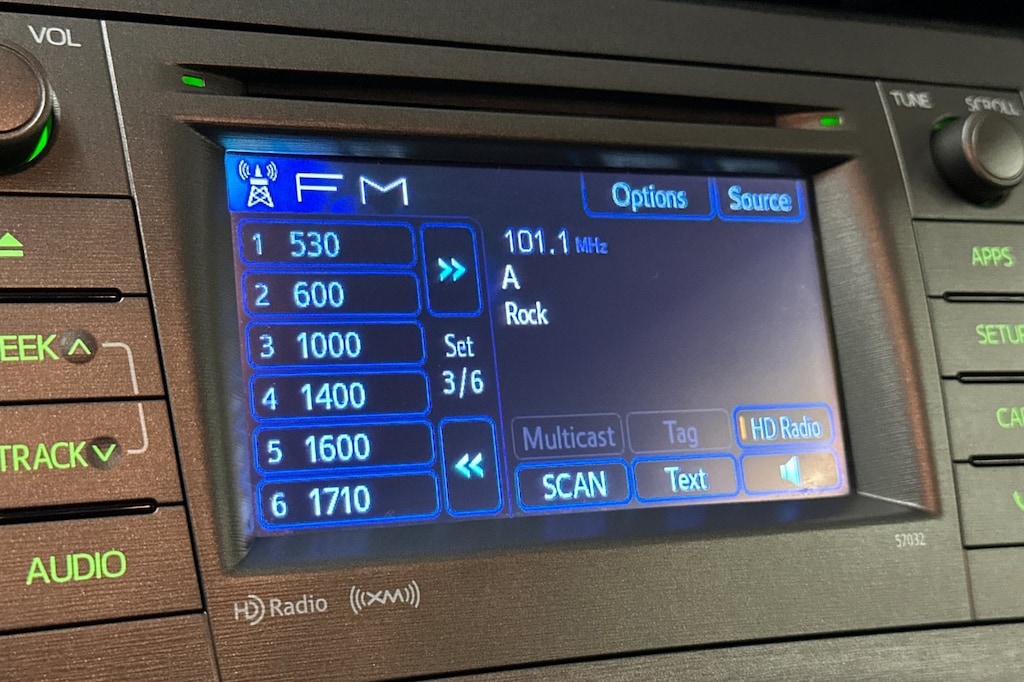 VOL
TUNE SCROLL
FM
Options Source
1 530
2 600
3 1000
4 1400
5 1600
6 1710
>>
Set
3/6
<<
101.1 MHz
A
Rock
Multicast Tag HD Radio
SCAN Text
EEK
TRACK
AUDIO
APPS
SETUP
CA
57032
HD Radio ((XM))